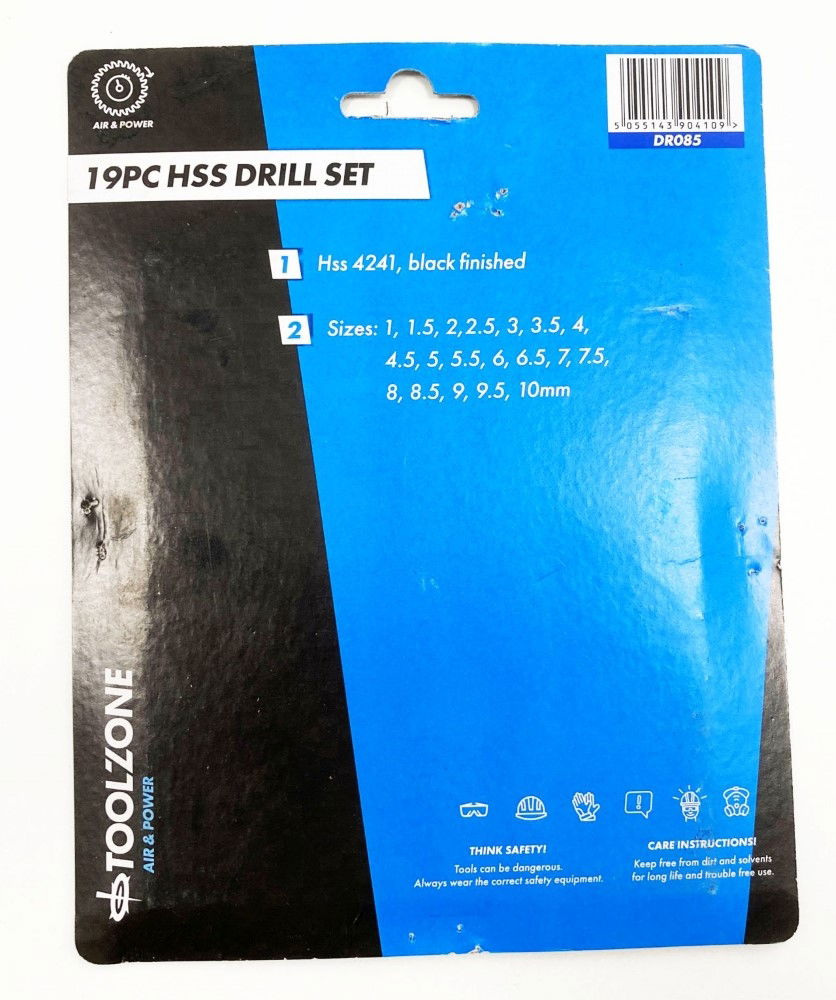 AIR & POWER
5 055143 904109 >
DR085
19PC HSS DRILL SET
1 Hss 4241, black finished
2 Sizes: 1, 1.5, 2,2.5, 3, 3.5, 4,
4.5, 5, 5.5, 6, 6.5, 7, 7.5,
8, 8.5, 9, 9.5, 10mm
TOOLZONE
AIR & POWER
THINK SAFETY!
Tools can be dangerous.
Always wear the correct safety equipment.
CARE INSTRUCTIONS!
Keep free from dirt and solvents
for long life and trouble free use.